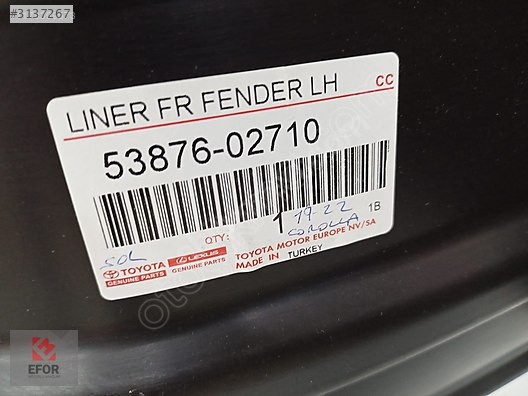 #3137267
LINER FR FENDER LH
CC
53876-02710
QTY:
1
19-22
COROLLA
1B
SOL
TOYOTA
GENUINE PARTS
LEXUS
GENUINE PARTS
TOYOTA MOTOR EUROPE NV/SA
MADE IN TURKEY
EFOR